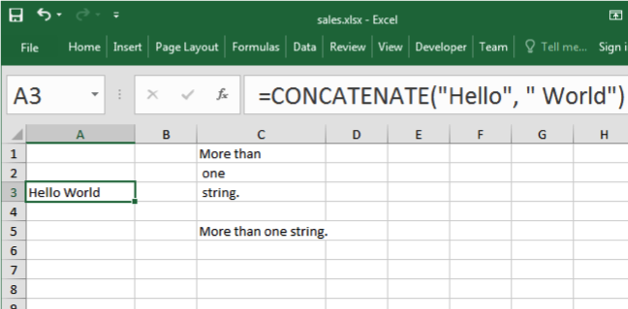 sales.xlsx - Excel
File Home Insert Page Layout Formulas Data Review View Developer Team Tell me... Sign i
A3 fx =CONCATENATE("Hello", " World")
A B C D E F G H
1 More than
2 one
3 Hello World string.
4
5 More than one string.
6
7
8
9